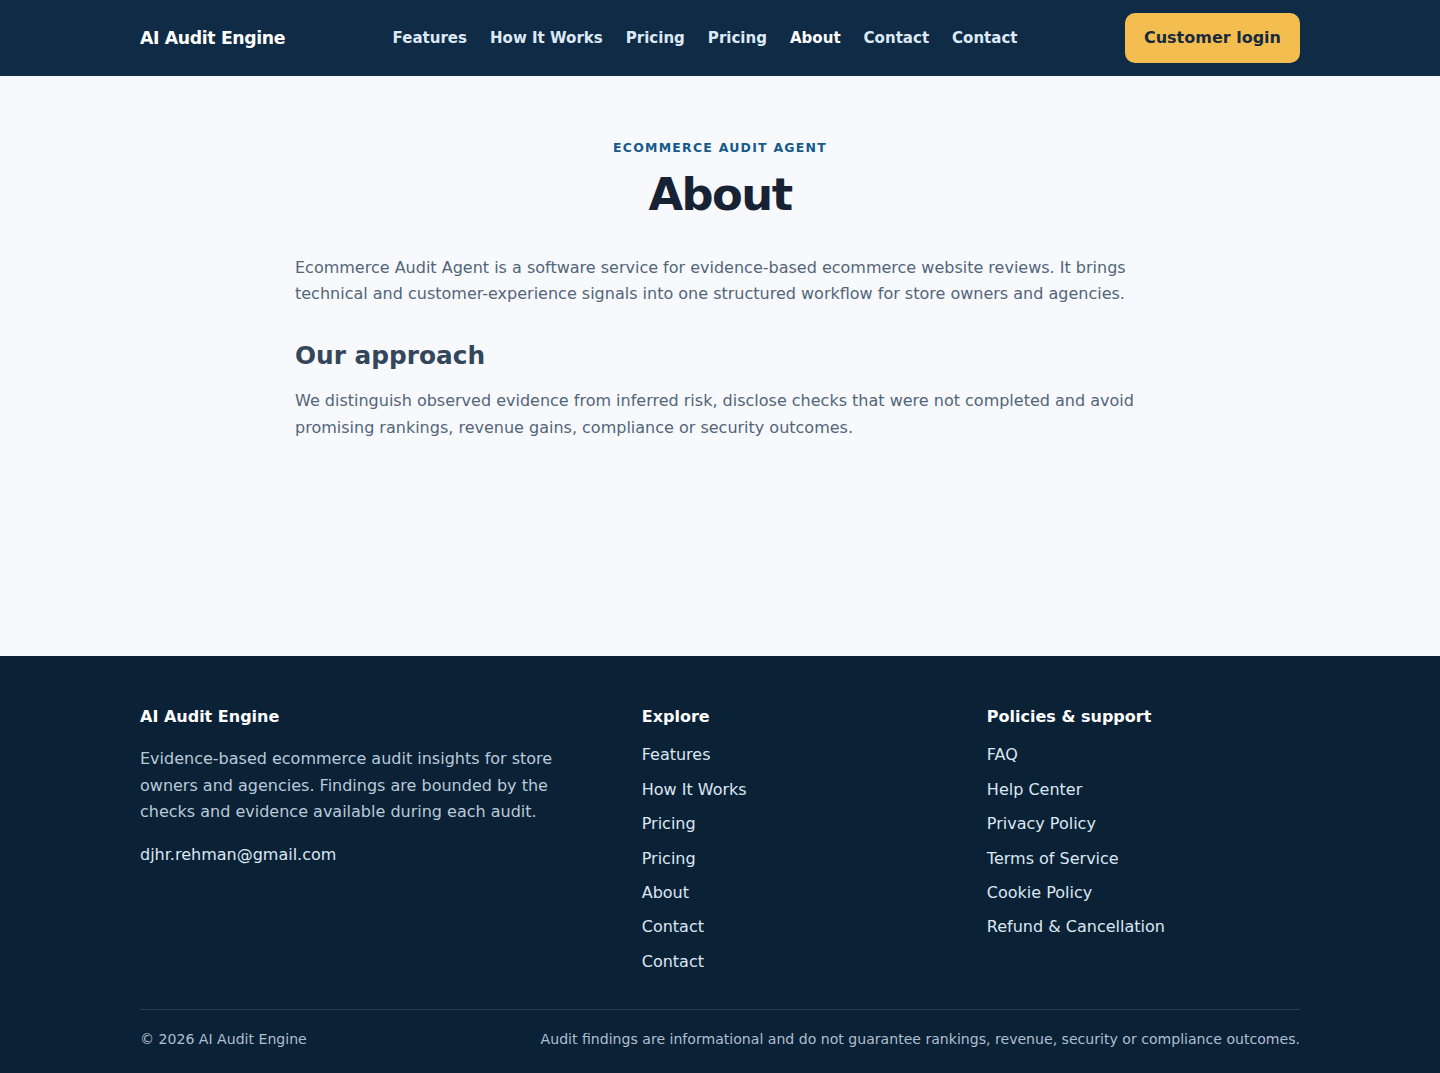 AI Audit Engine
Features How It Works Pricing Pricing About Contact Contact
Customer login
ECOMMERCE AUDIT AGENT
About
Ecommerce Audit Agent is a software service for evidence-based ecommerce website reviews. It brings
technical and customer-experience signals into one structured workflow for store owners and agencies.
Our approach
We distinguish observed evidence from inferred risk, disclose checks that were not completed and avoid
promising rankings, revenue gains, compliance or security outcomes.
AI Audit Engine
Evidence-based ecommerce audit insights for store
owners and agencies. Findings are bounded by the
checks and evidence available during each audit.
djhr.rehman@gmail.com
Explore
Features
How It Works
Pricing
Pricing
About
Contact
Contact
Policies & support
FAQ
Help Center
Privacy Policy
Terms of Service
Cookie Policy
Refund & Cancellation
© 2026 AI Audit Engine
Audit findings are informational and do not guarantee rankings, revenue, security or compliance outcomes.